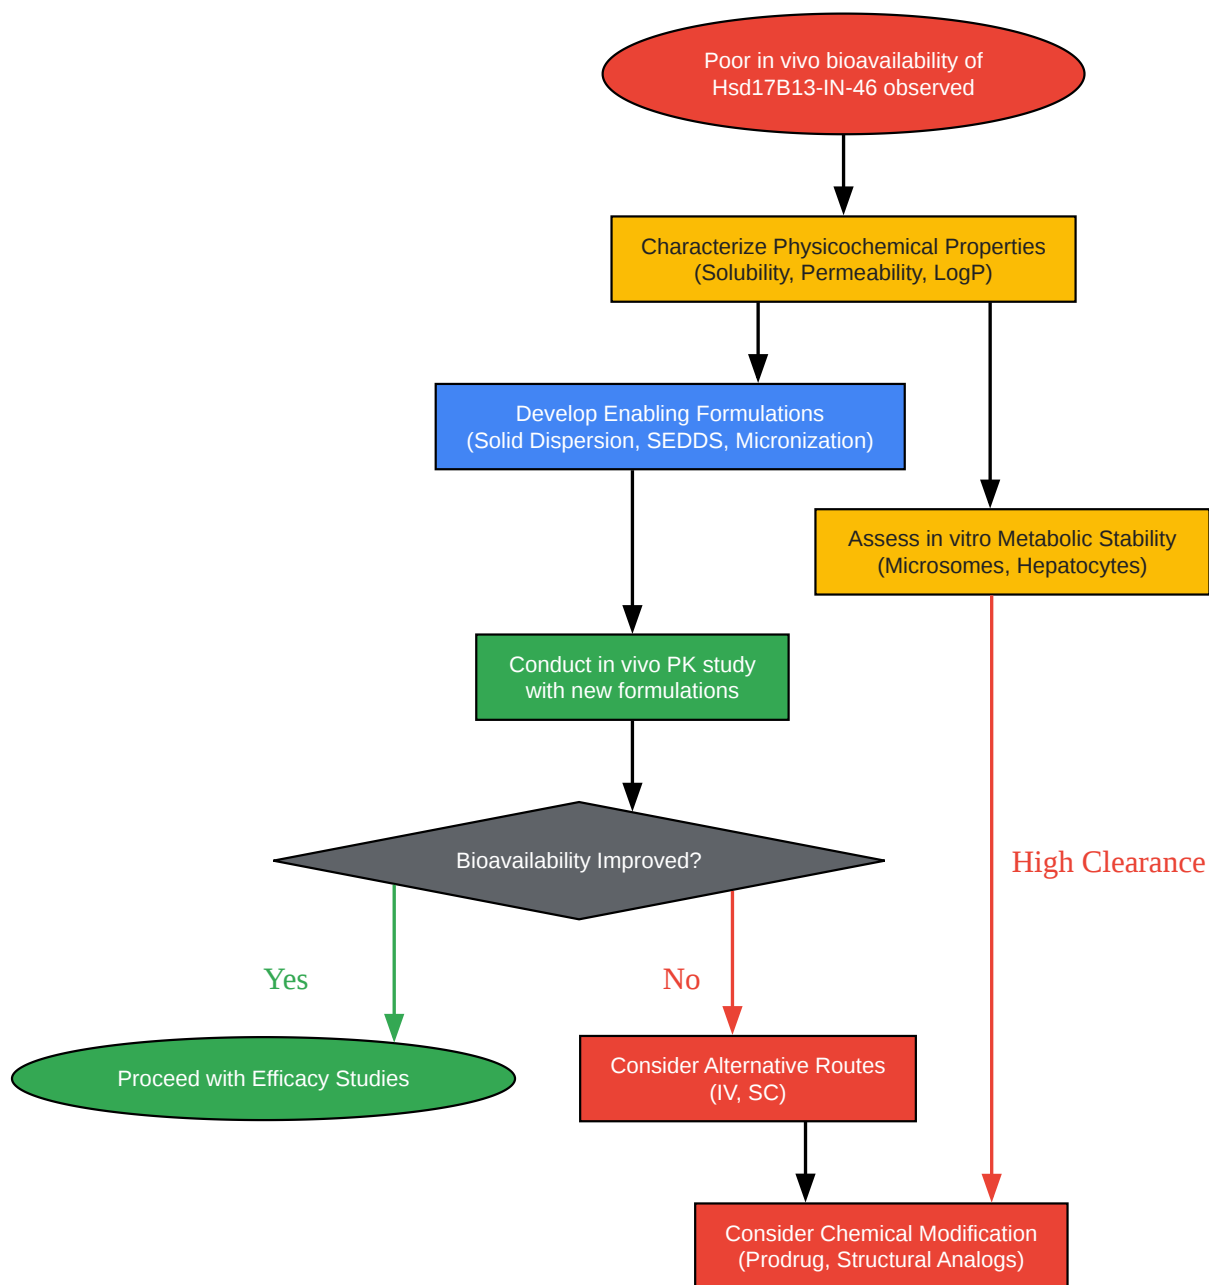 Poor in vivo bioavailability of
Hsd17B13-IN-46 observed
Characterize Physicochemical Properties
(Solubility, Permeability, LogP)
Develop Enabling Formulations
(Solid Dispersion, SEDDS, Micronization)
Assess in vitro Metabolic Stability
(Microsomes, Hepatocytes)
Conduct in vivo PK study
with new formulations
Bioavailability Improved?
High Clearance
Yes
No
Proceed with Efficacy Studies
Consider Alternative Routes
(IV, SC)
Consider Chemical Modification
(Prodrug, Structural Analogs)